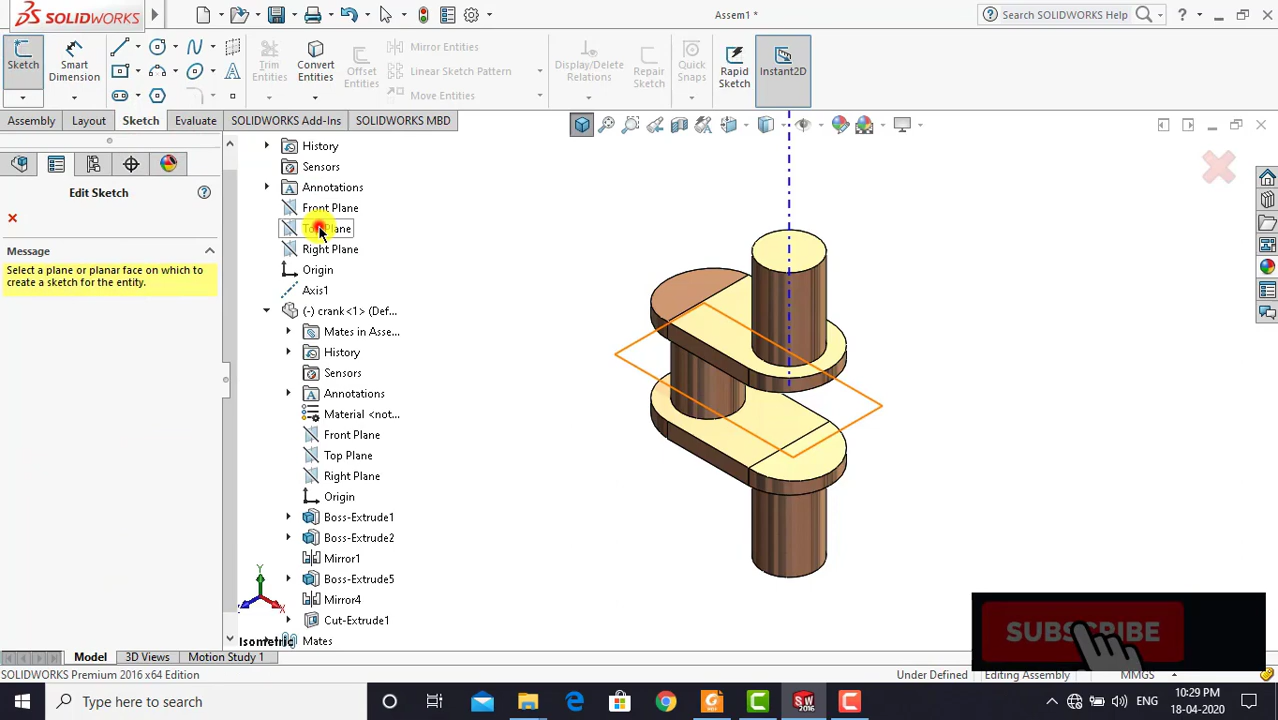 SOLIDWORKS
Assem1 *
Search SOLIDWORKS Help
Sketch
Smart Dimension
Trim Entities
Convert Entities
Offset Entities
Mirror Entities
Linear Sketch Pattern
Move Entities
Display/Delete Relations
Repair Sketch
Quick Snaps
Rapid Sketch
Instant2D
Assembly
Layout
Sketch
Evaluate
SOLIDWORKS Add-Ins
SOLIDWORKS MBD
Edit Sketch
Message
Select a plane or planar face on which to
create a sketch for the entity.
History
Sensors
Annotations
Front Plane
Top Plane
Right Plane
Origin
Axis1
(-) crank<1> (Def...
Mates in Asse...
History
Sensors
Annotations
Material <not...
Front Plane
Top Plane
Right Plane
Origin
Boss-Extrude1
Boss-Extrude2
Mirror1
Boss-Extrude5
Mirror4
Cut-Extrude1
Mates
Y
X
Isometric
SUBSCRIBE
Model
3D Views
Motion Study 1
SOLIDWORKS Premium 2016 x64 Edition
Under Defined
Editing Assembly
MMGS
Type here to search
SW
2016
ENG
10:29 PM
18-04-2020